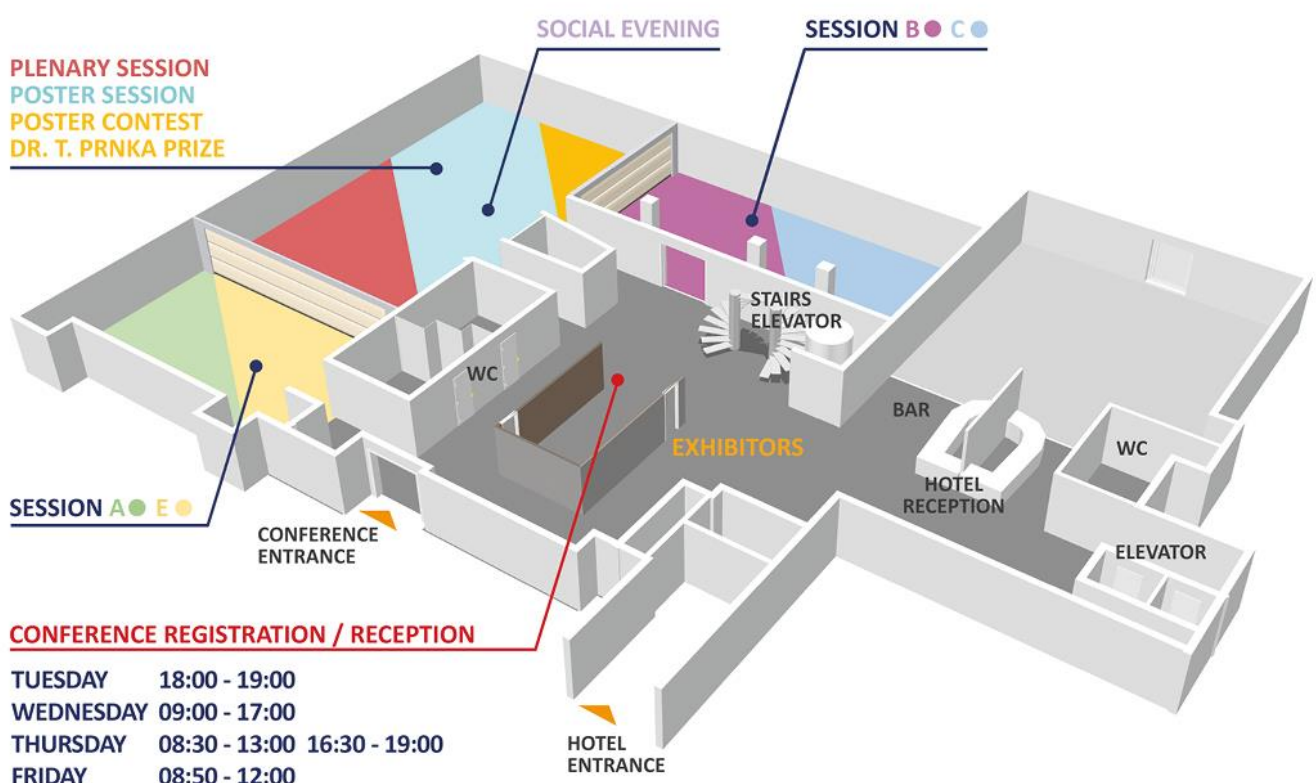 SOCIAL EVENING
SESSION B C
PLENARY SESSION
POSTER SESSION
POSTER CONTEST
DR. T. PRNKA PRIZE
STAIRS
ELEVATOR
WC
BAR
EXHIBITORS
WC
HOTEL
RECEPTION
SESSION A E
CONFERENCE
ENTRANCE
ELEVATOR
CONFERENCE REGISTRATION / RECEPTION
TUESDAY 18:00 - 19:00
WEDNESDAY 09:00 - 17:00
THURSDAY 08:30 - 13:00 16:30 - 19:00
FRIDAY 08:50 - 12:00
HOTEL
ENTRANCE